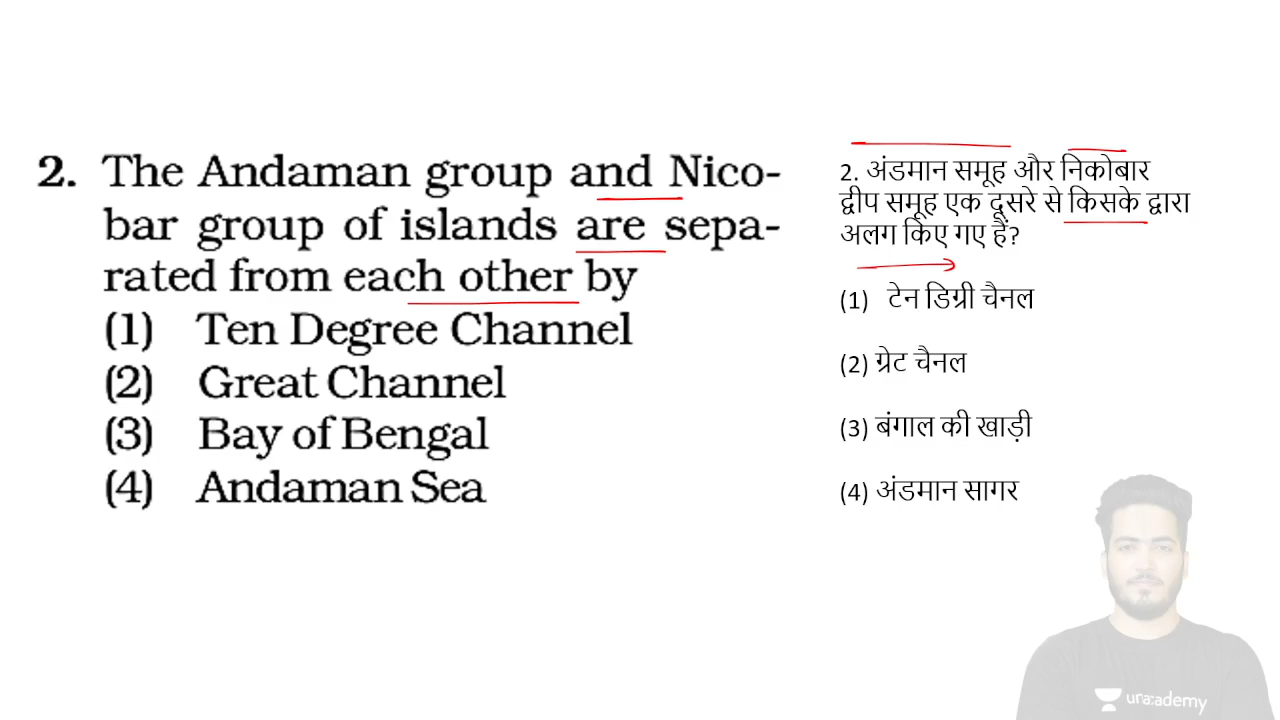 2. The Andaman group and Nico-
bar group of islands are sepa-
rated from each other by
(1) Ten Degree Channel
(2) Great Channel
(3) Bay of Bengal
(4) Andaman Sea
2. अंडमान समूह और निकोबार
द्वीप समूह एक दूसरे से किसके द्वारा
अलग किए गए हैं?
(1) टेन डिग्री चैनल
(2) ग्रेट चैनल
(3) बंगाल की खाड़ी
(4) अंडमान सागर
unacademy